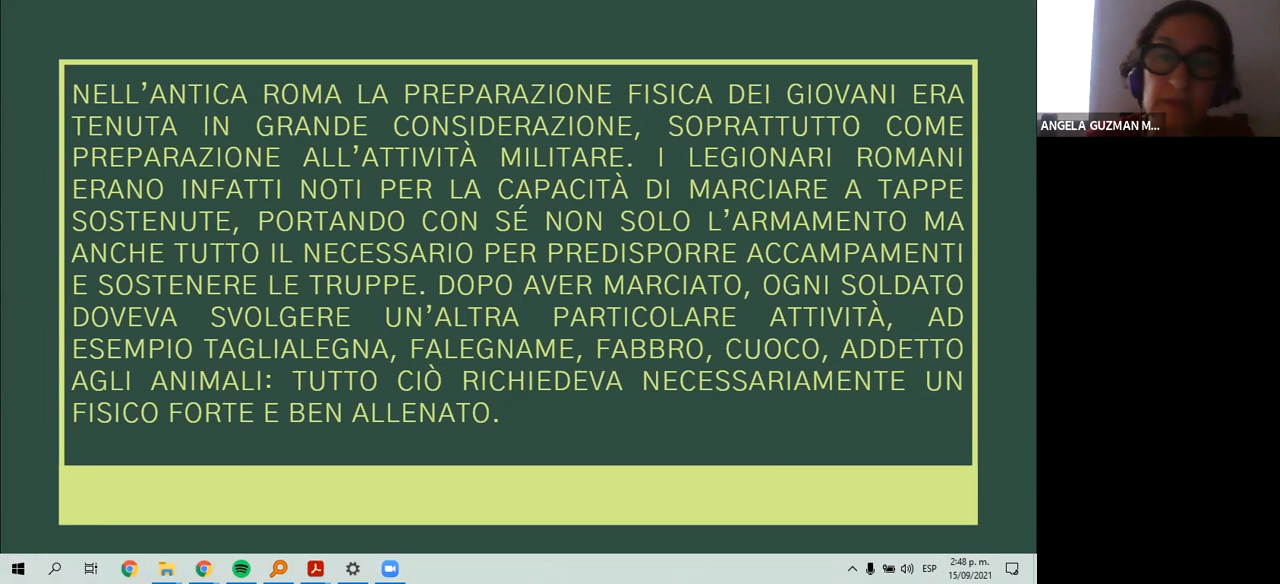 NELL’ANTICA ROMA LA PREPARAZIONE FISICA DEI GIOVANI ERA
TENUTA IN GRANDE CONSIDERAZIONE, SOPRATTUTTO COME
PREPARAZIONE ALL’ATTIVITÀ MILITARE. I LEGIONARI ROMANI
ERANO INFATTI NOTI PER LA CAPACITÀ DI MARCIARE A TAPPE
SOSTENUTE, PORTANDO CON SÉ NON SOLO L’ARMAMENTO MA
ANCHE TUTTO IL NECESSARIO PER PREDISPORRE ACCAMPAMENTI
E SOSTENERE LE TRUPPE. DOPO AVER MARCIATO, OGNI SOLDATO
DOVEVA SVOLGERE UN’ALTRA PARTICOLARE ATTIVITÀ, AD
ESEMPIO TAGLIALEGNA, FALEGNAME, FABBRO, CUOCO, ADDETTO
AGLI ANIMALI: TUTTO CIÒ RICHIEDEVA NECESSARIAMENTE UN
FISICO FORTE E BEN ALLENATO.
ANGELA GUZMAN M...
ESP
2:48 p. m.
15/09/2021